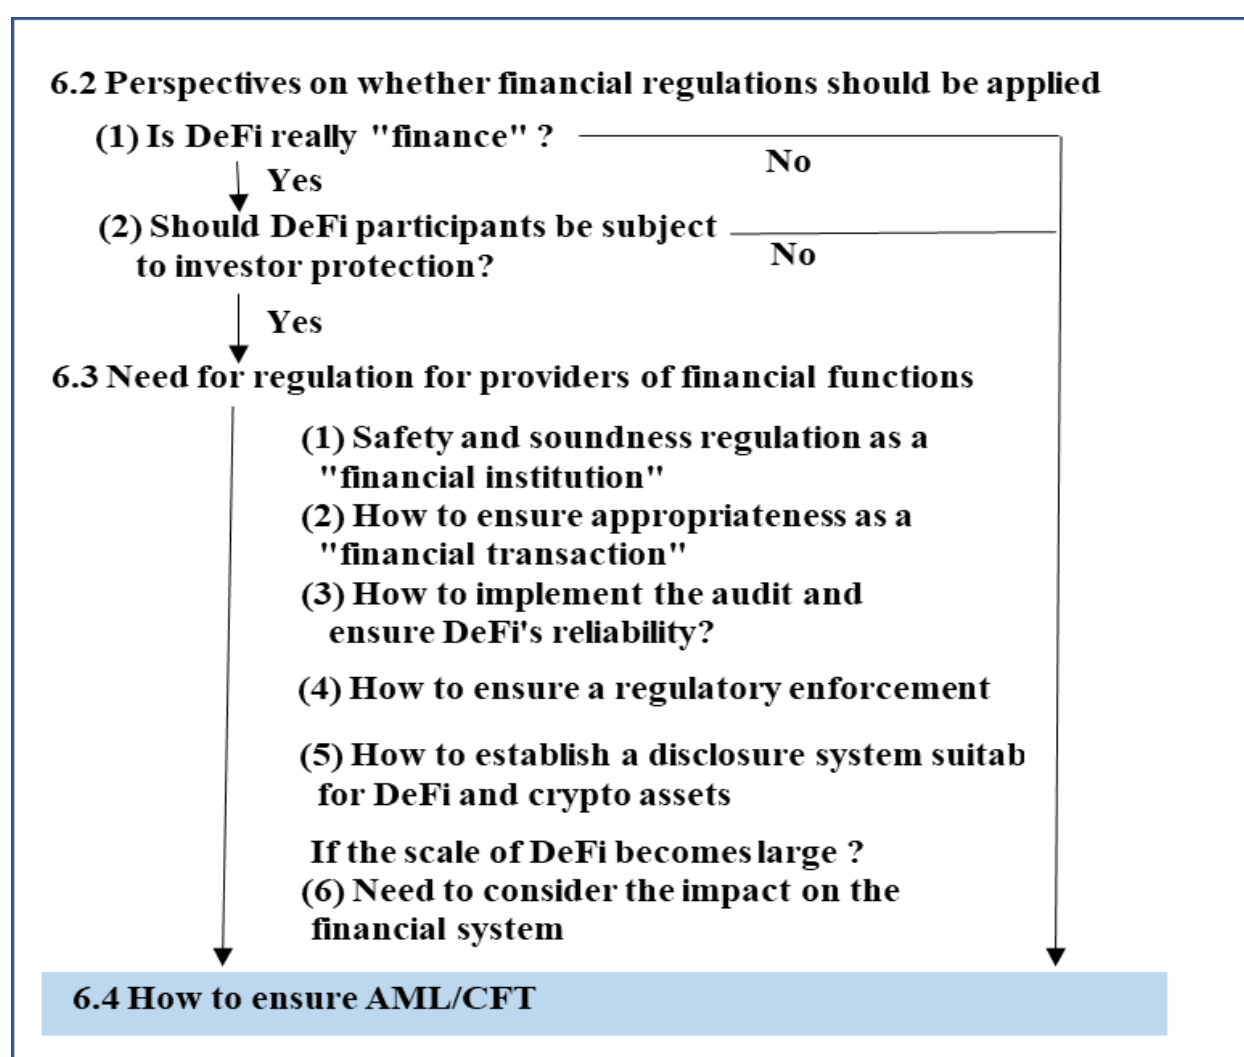 6.2 Perspectives on whether financial regulations should be applied
(1) Is DeFi really "finance" ?
No
Yes
(2) Should DeFi participants be subject
to investor protection?
No
Yes
6.3 Need for regulation for providers of financial functions
(1) Safety and soundness regulation as a
"financial institution"
(2) How to ensure appropriateness as a
"financial transaction"
(3) How to implement the audit and
ensure DeFi's reliability?
(4) How to ensure a regulatory enforcement
(5) How to establish a disclosure system suitab
for DeFi and crypto assets
If the scale of DeFi becomes large ?
(6) Need to consider the impact on the
financial system
6.4 How to ensure AML/CFT